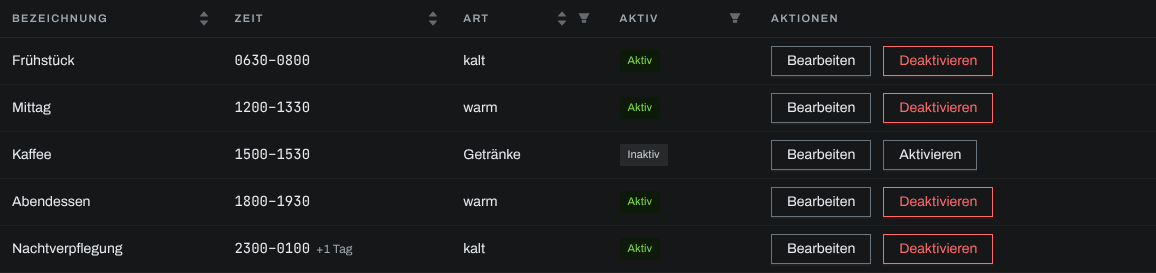 BEZEICHNUNG ZEIT ART AKTIV AKTIONEN
Frühstück 0630–0800 kalt Aktiv Bearbeiten Deaktivieren
Mittag 1200–1330 warm Aktiv Bearbeiten Deaktivieren
Kaffee 1500–1530 Getränke Inaktiv Bearbeiten Aktivieren
Abendessen 1800–1930 warm Aktiv Bearbeiten Deaktivieren
Nachtverpflegung 2300–0100 +1 Tag kalt Aktiv Bearbeiten Deaktivieren